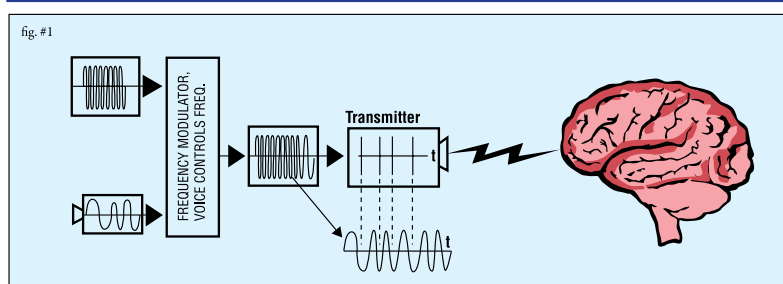 fig. #1
FREQUENCY MODULATOR,
VOICE CONTROLS FREQ.
Transmitter
t
t